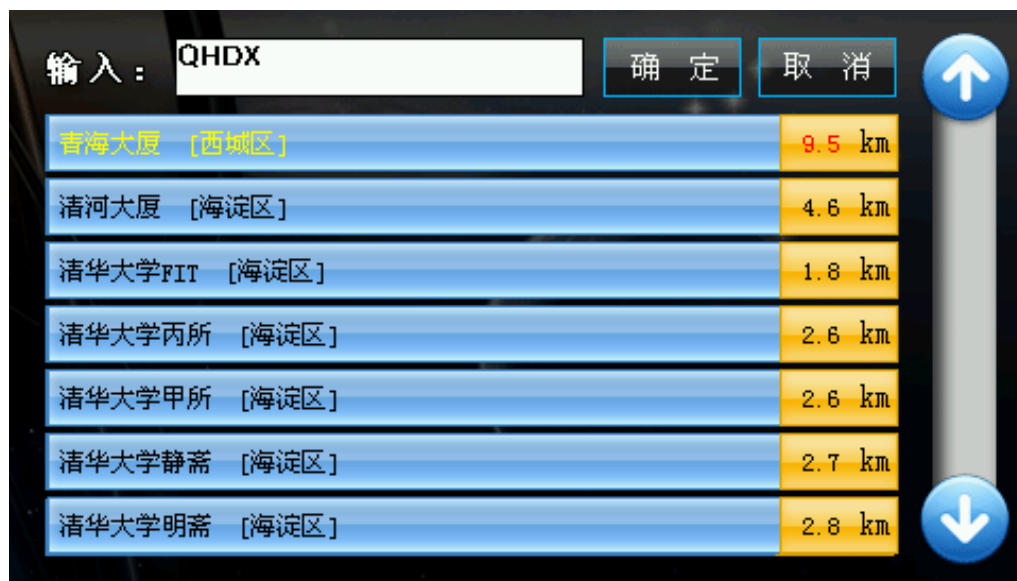 输入： QHDX 确 定 取 消
青海大厦 [西城区] 9.5 km
清河大厦 [海淀区] 4.6 km
清华大学FIT [海淀区] 1.8 km
清华大学丙所 [海淀区] 2.6 km
清华大学甲所 [海淀区] 2.6 km
清华大学静斋 [海淀区] 2.7 km
清华大学明斋 [海淀区] 2.8 km